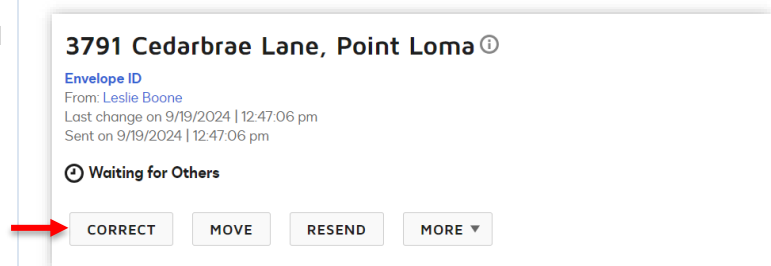 3791 Cedarbrae Lane, Point Loma
Envelope ID
From: Leslie Boone
Last change on 9/19/2024 | 12:47:06 pm
Sent on 9/19/2024 | 12:47:06 pm
Waiting for Others
CORRECT MOVE RESEND MORE